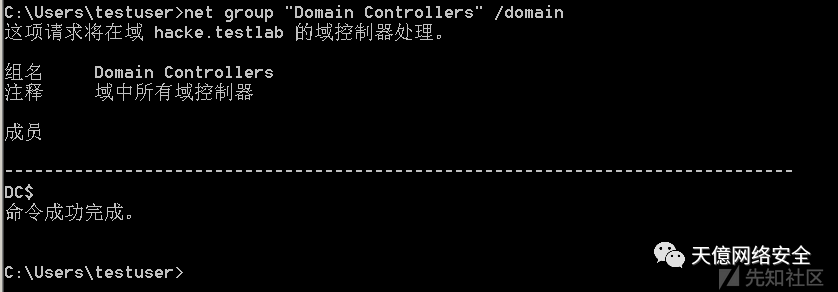 C:\Users\testuser>net group "Domain Controllers" /domain
这项请求将在域 hacke.testlab 的域控制器处理。
组名     Domain Controllers
注释     域中所有域控制器
成员
-------------------------------------------------------------------------------
DC$
命令成功完成。
C:\Users\testuser>
天億网络安全
先知社区